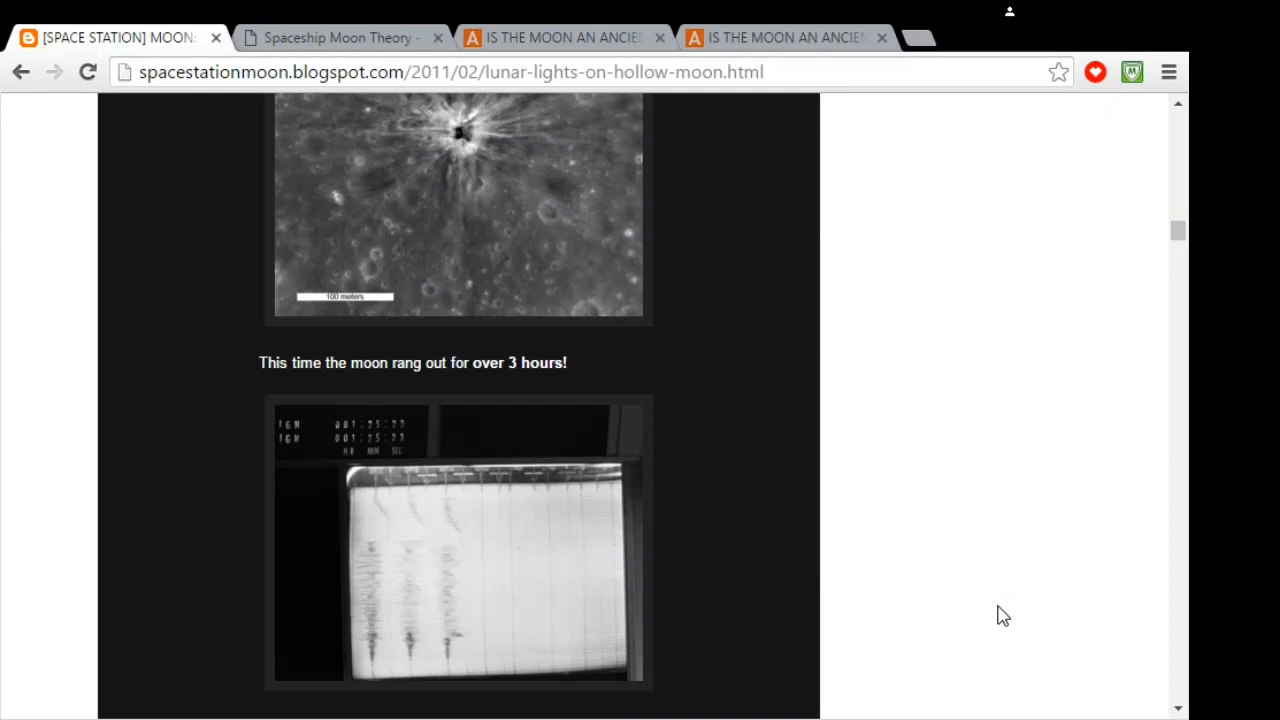 [SPACE STATION] MOON:
Spaceship Moon Theory -
IS THE MOON AN ANCIEN
IS THE MOON AN ANCIEN
spacestationmoon.blogspot.com/2011/02/lunar-lights-on-hollow-moon.html
100 meters
This time the moon rang out for over 3 hours!
HR MIN SEC